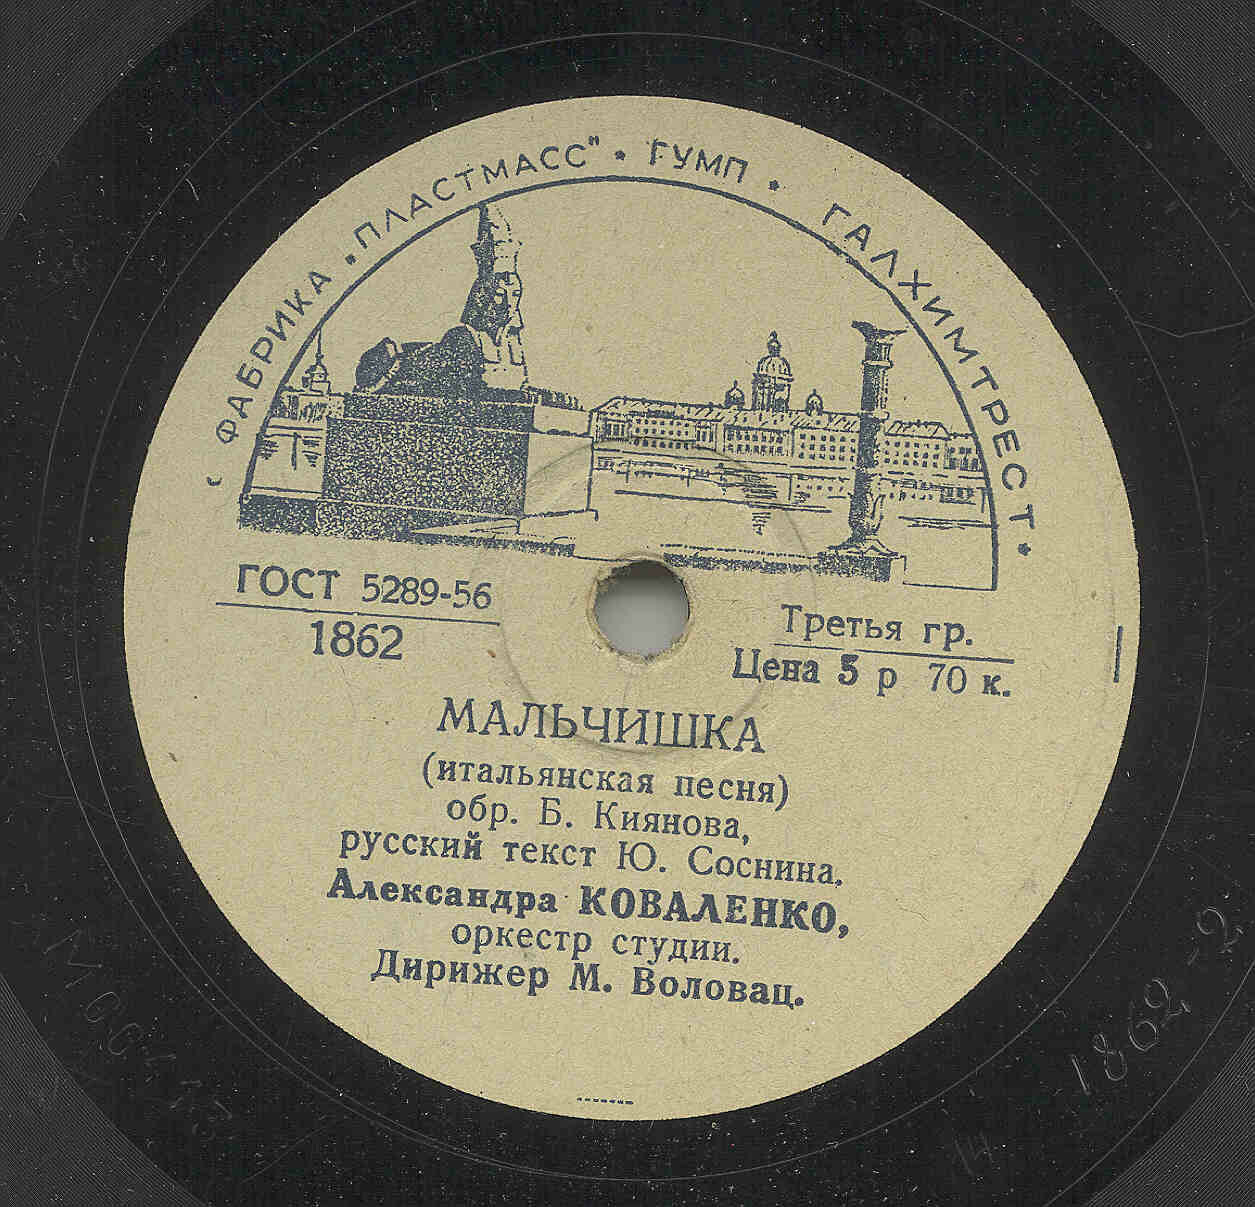 ФАБРИКА „ПЛАСТМАСС" * ГУМП * ГАЛХИМТРЕСТ *
ГОСТ 5289-56
1862
Третья гр.
Цена 5 р 70 к.
МАЛЬЧИШКА
(итальянская песня)
обр. Б. Киянова,
русский текст Ю. Соснина.
Александра КОВАЛЕНКО,
оркестр студии.
Дирижер М. Воловац.
1862-2